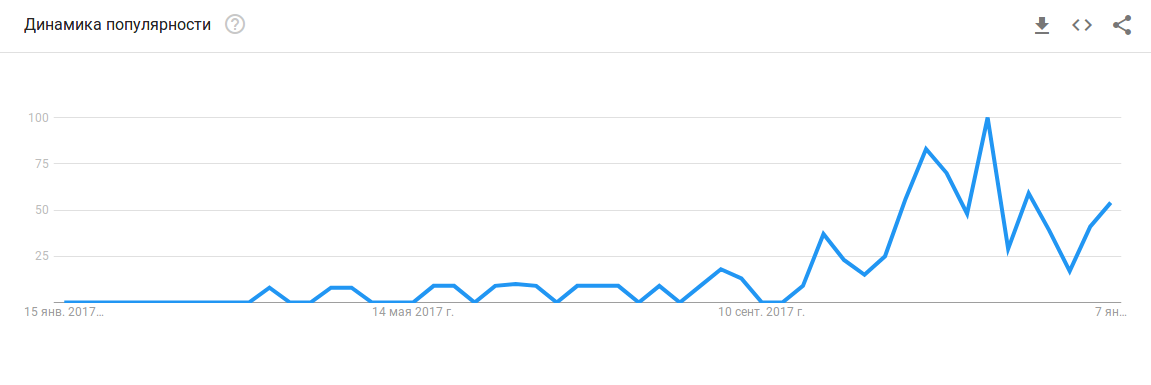 Динамика популярности
100
75
50
25
15 янв. 2017…
14 мая 2017 г.
10 сент. 2017 г.
7 ян…